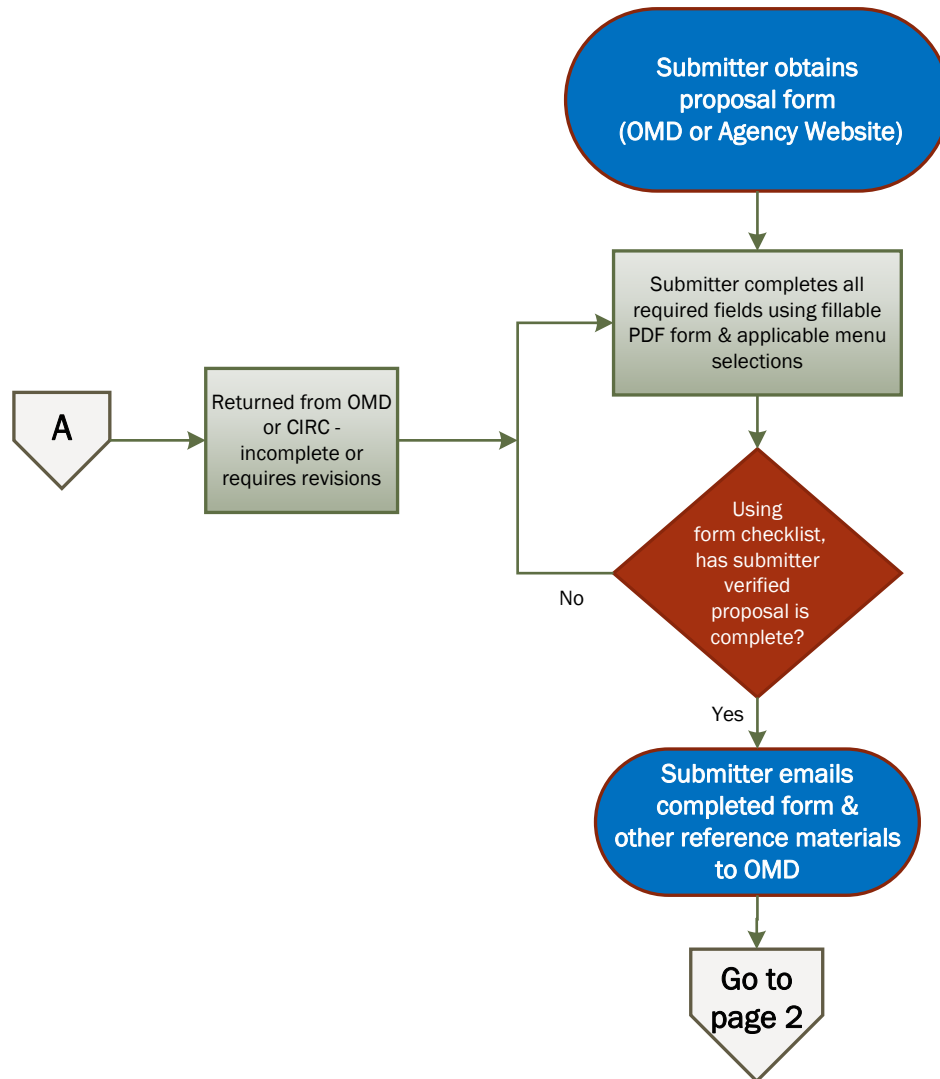 Submitter obtains
proposal form
(OMD or Agency Website)
Submitter completes all
required fields using fillable
PDF form & applicable menu
selections
A
Returned from OMD
or CIRC -
incomplete or
requires revisions
Using
form checklist,
has submitter
verified
proposal is
complete?
No
Yes
Submitter emails
completed form &
other reference materials
to OMD
Go to
page 2